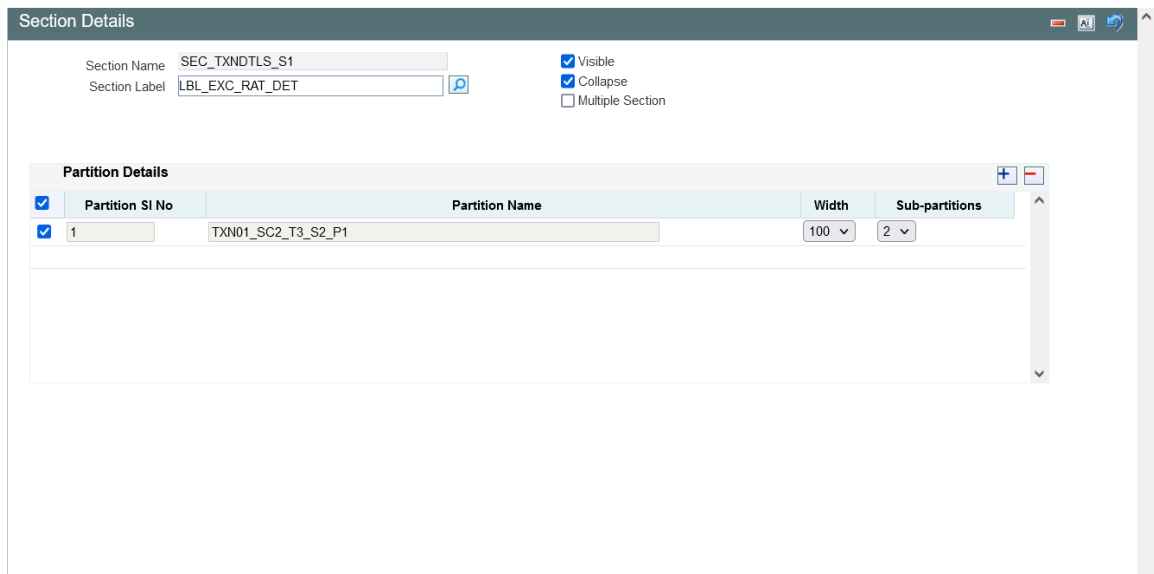 Section Details
Section Name SEC_TXNDTLS_S1
Section Label LBL_EXC_RAT_DET
Visible
Collapse
Multiple Section
Partition Details
Partition Sl No Partition Name Width Sub-partitions
1 TXN01_SC2_T3_S2_P1 100 2